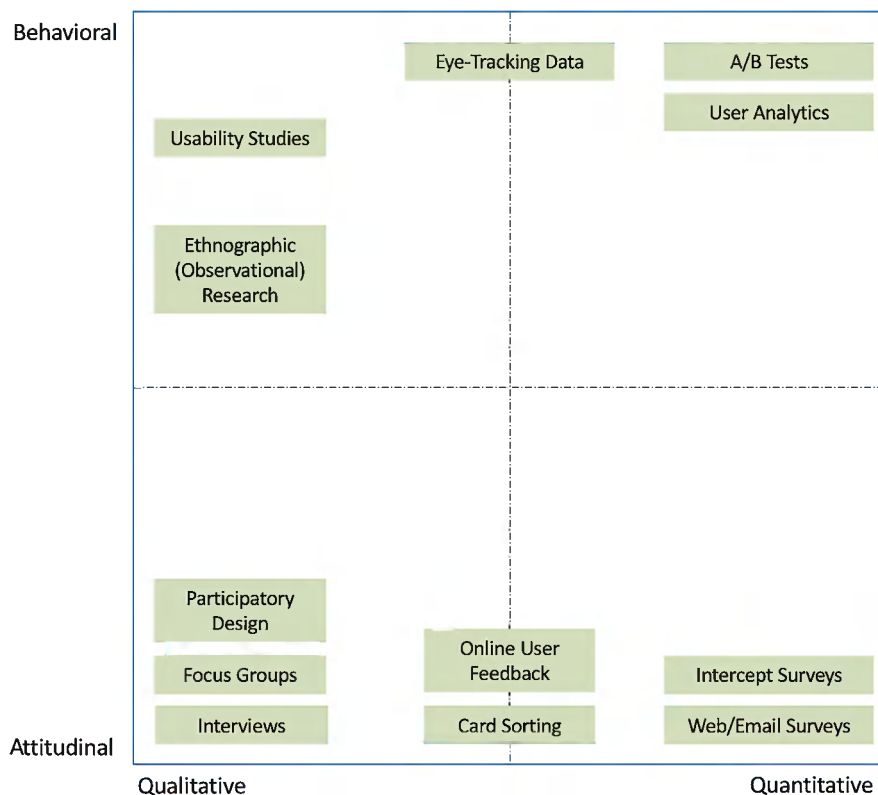 Behavioral
Eye-Tracking Data
A/B Tests
User Analytics
Usability Studies
Ethnographic
(Observational)
Research
Participatory
Design
Online User
Feedback
Focus Groups
Intercept Surveys
Interviews
Card Sorting
Web/Email Surveys
Attitudinal
Qualitative
Quantitative